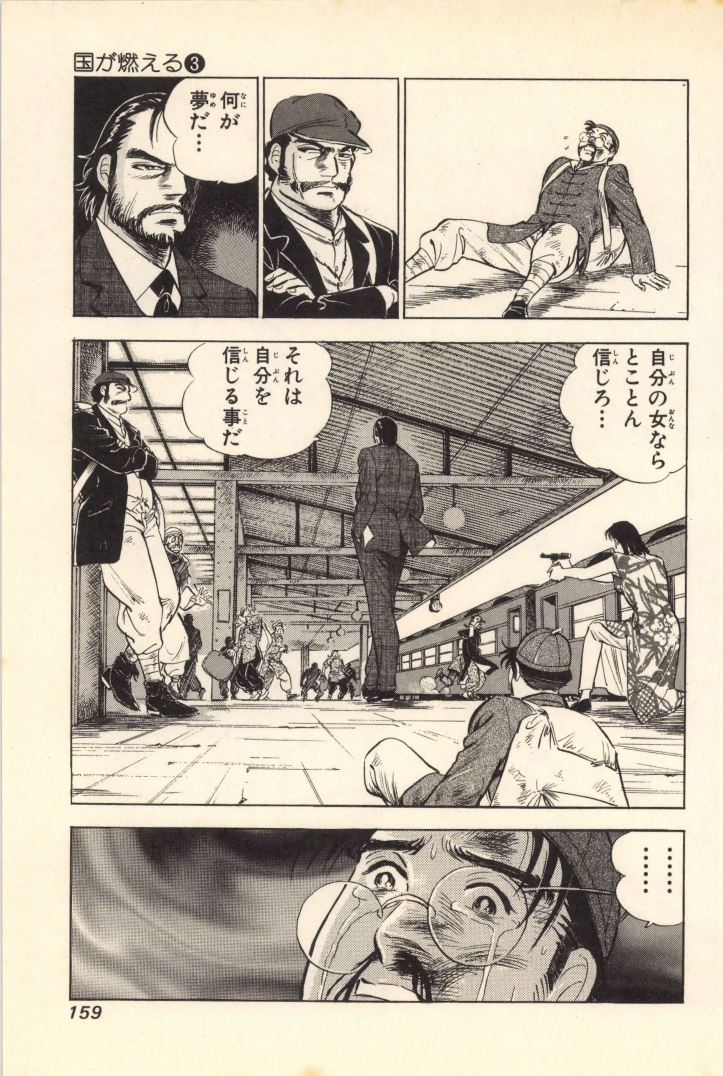 国が燃える❸
何が
夢だ…
自分の女なら
とことん
信じろ…
それは
自分を
信じる事だ
………
………
159